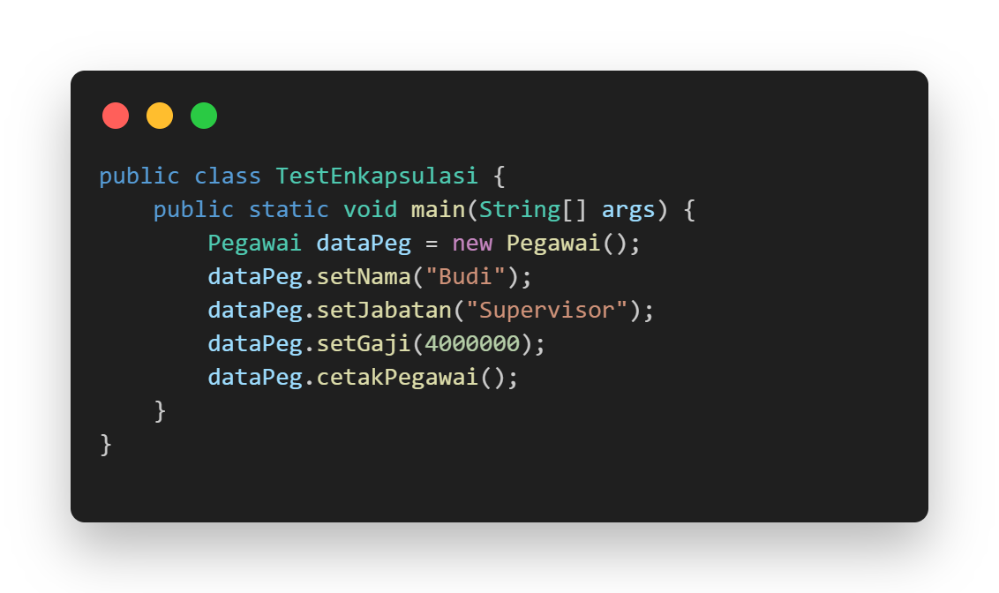 public class TestEnkapsulasi {
    public static void main(String[] args) {
        Pegawai dataPeg = new Pegawai();
        dataPeg.setNama("Budi");
        dataPeg.setJabatan("Supervisor");
        dataPeg.setGaji(4000000);
        dataPeg.cetakPegawai();
    }
}